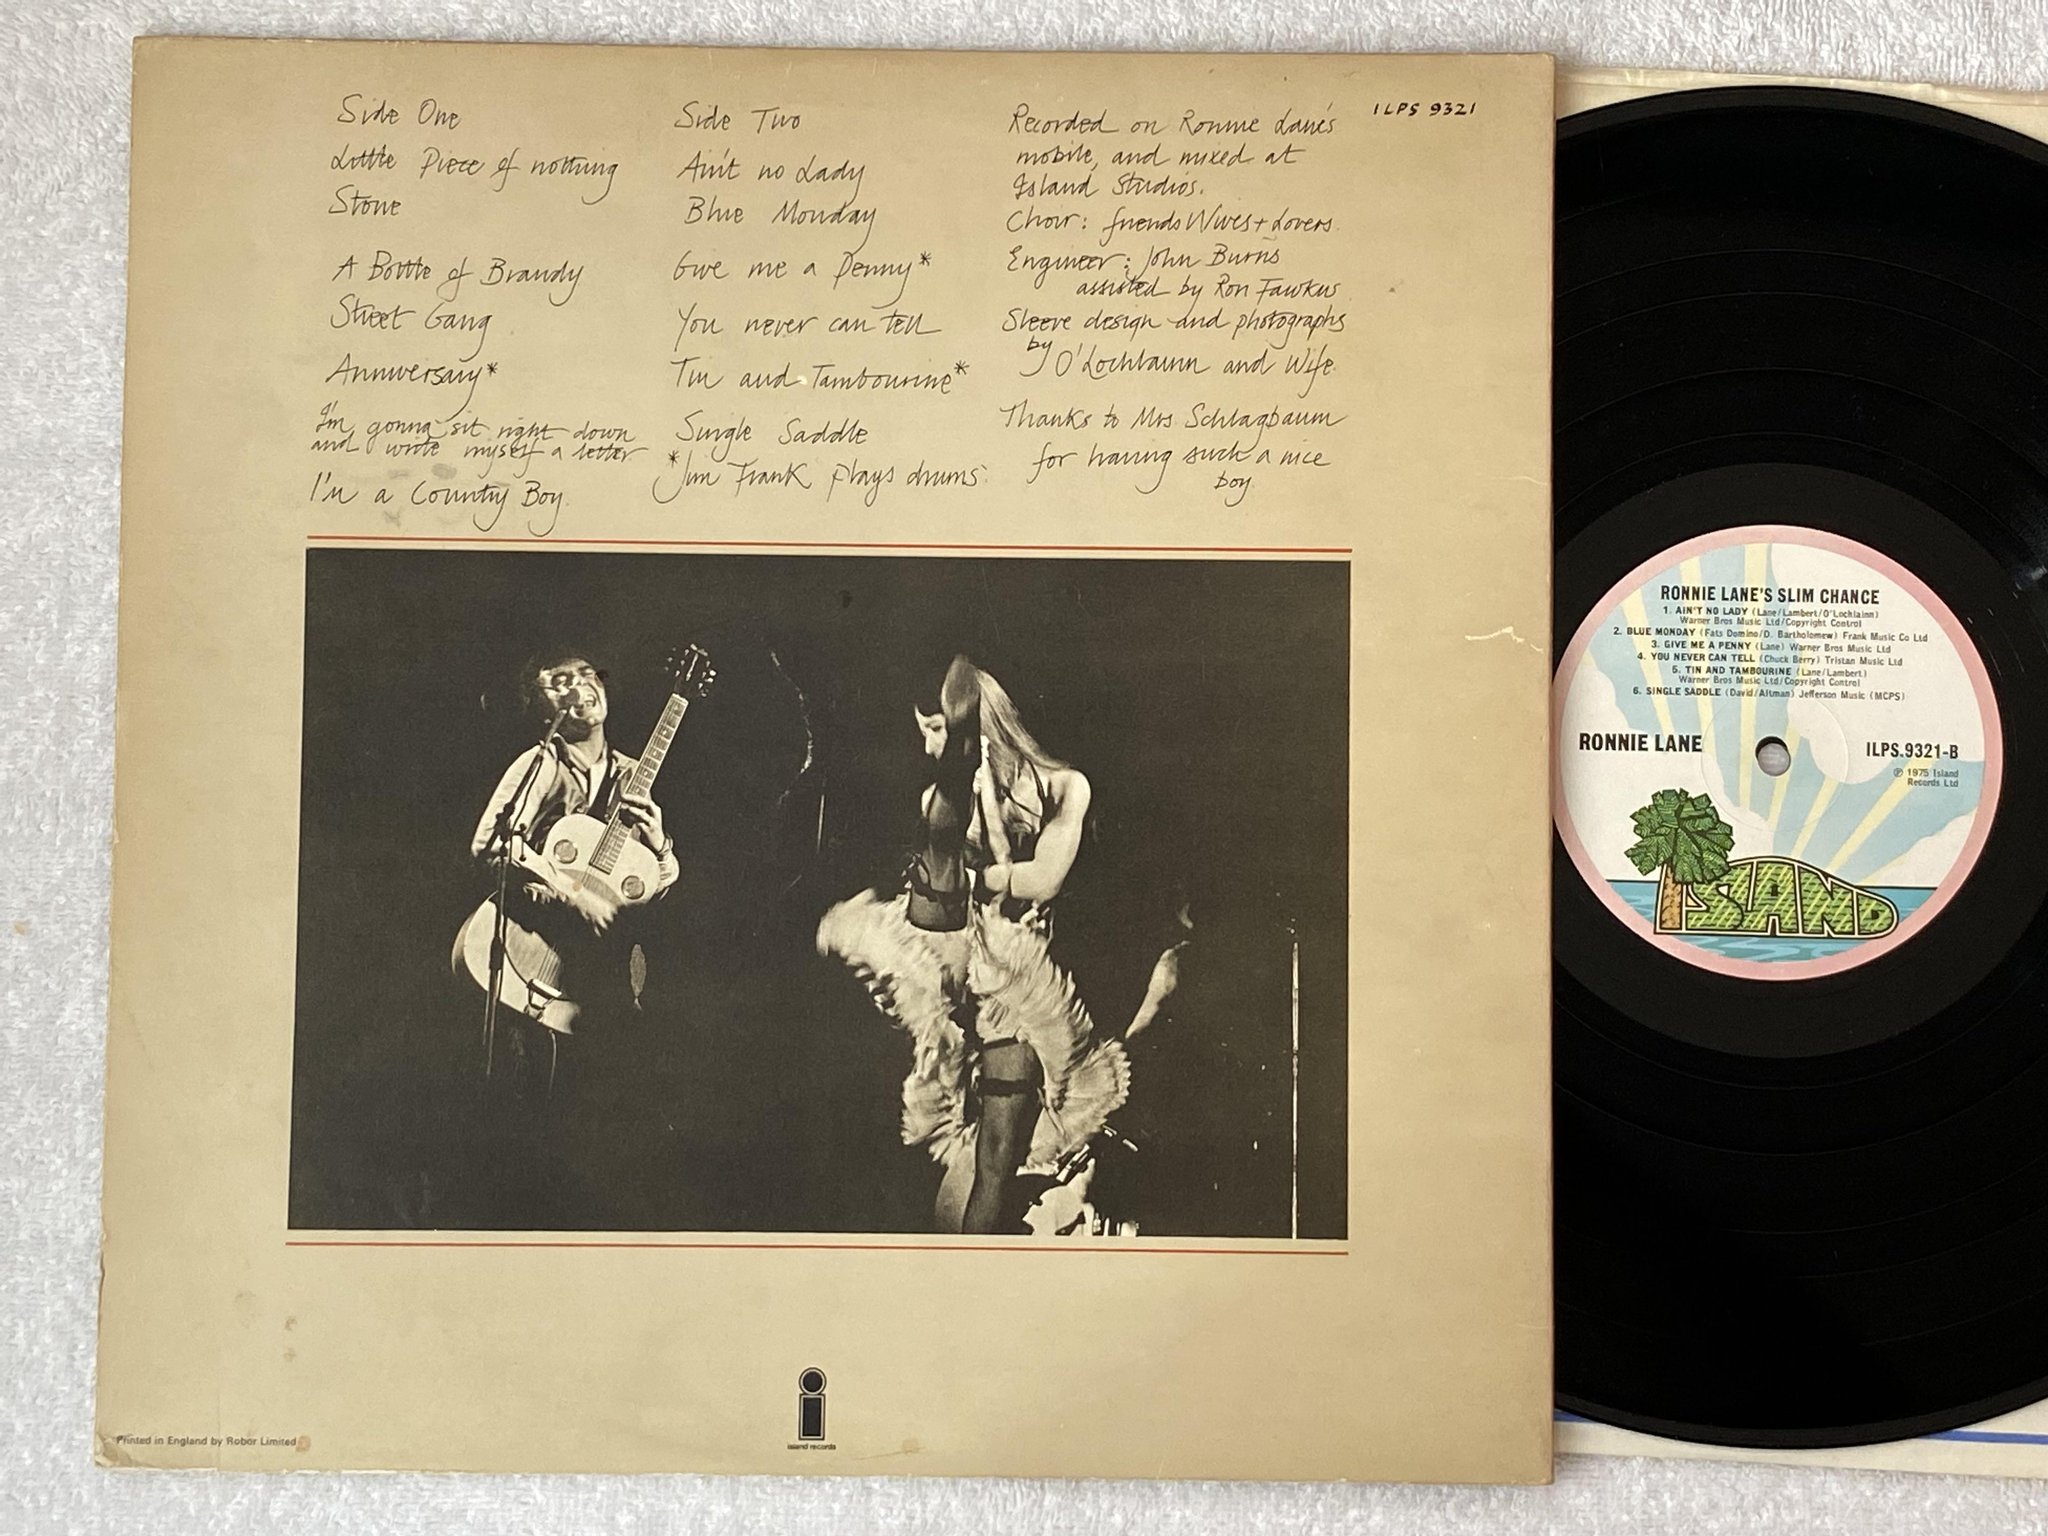 Side One
Little Piece of nothing
Stone
A Bottle of Brandy
Street Gang
Anniversary*
I'm gonna sit right down
and write myself a letter
I'm a Country Boy.
Side Two
Ain't no Lady
Blue Monday
Give me a Penny*
You never can tell
Tin and Tambourine*
Single Saddle
*Jim Frank plays drums.
Recorded on Ronnie Lane's
mobile, and mixed at
Island Studios.
Choir: friends Wives + Lovers.
Engineer: John Burns
assisted by Ron Fawkus
Sleeve design and photographs
by O'Lochlainn and Wife.
Thanks to Mrs Schlagbaum
for having such a nice
boy.
ILPS 9321
island records
Printed in England by Robor Limited
RONNIE LANE'S SLIM CHANCE
1. AIN'T NO LADY (Lane/Lambert/O'Lochlainn)
Warner Bros Music Ltd/Copyright Control
2. BLUE MONDAY (Fats Domino/D. Bartholomew) Frank Music Co Ltd
3. GIVE ME A PENNY (Lane) Warner Bros Music Ltd
4. YOU NEVER CAN TELL (Chuck Berry) Tristan Music Ltd
5. TIN AND TAMBOURINE (Lane/Lambert)
Warner Bros Music Ltd/Copyright Control
6. SINGLE SADDLE (David/Altman) Jefferson Music (MCPS)
RONNIE LANE
ILPS.9321-B
℗ 1975 Island
Records Ltd
ISLAND